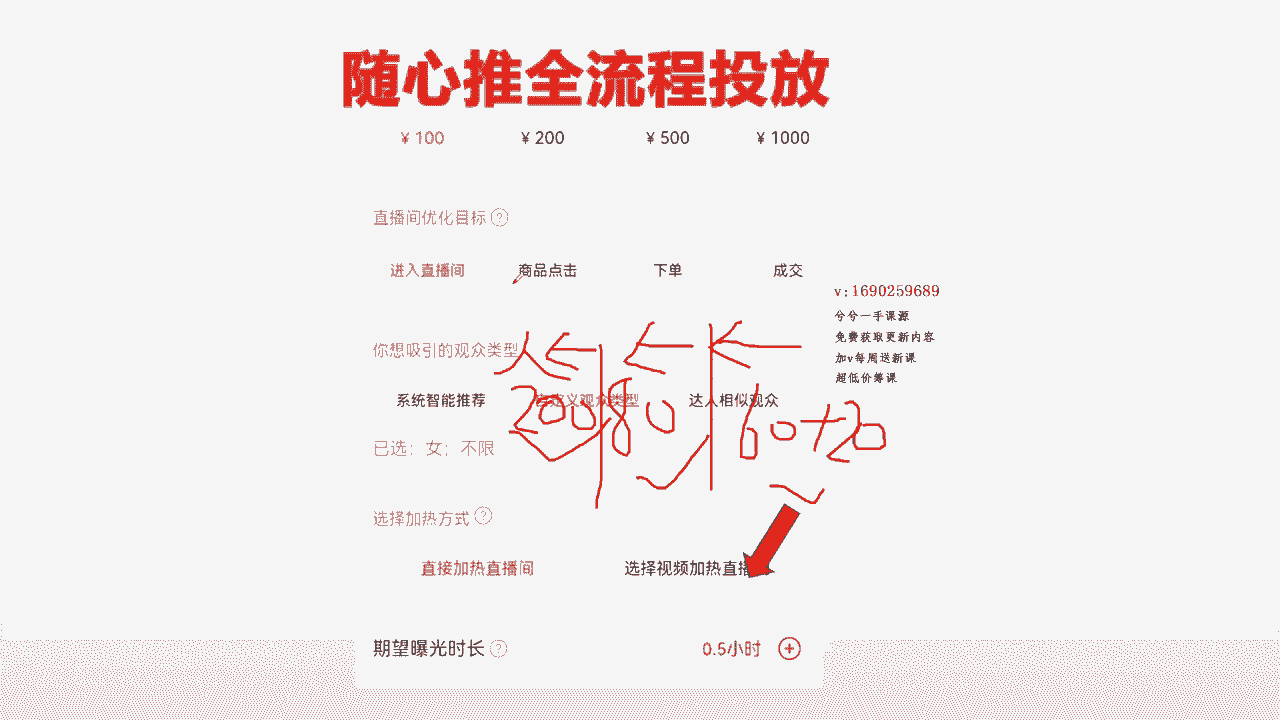 随心推全流程投放
¥ 100 ¥ 200 ¥ 500 ¥ 1000
直播间优化目标 ?
进入直播间 商品点击 下单 成交
v:1690259689
兮兮一手课源
免费获取更新内容
加v每周送新课
超低价筹课
你想吸引的观众类型
系统智能推荐 自定义观众类型 达人相似观众
200 80 60+20
已选：女；不限
选择加热方式 ?
直接加热直播间 选择视频加热直播
期望曝光时长 ? 0.5小时 +